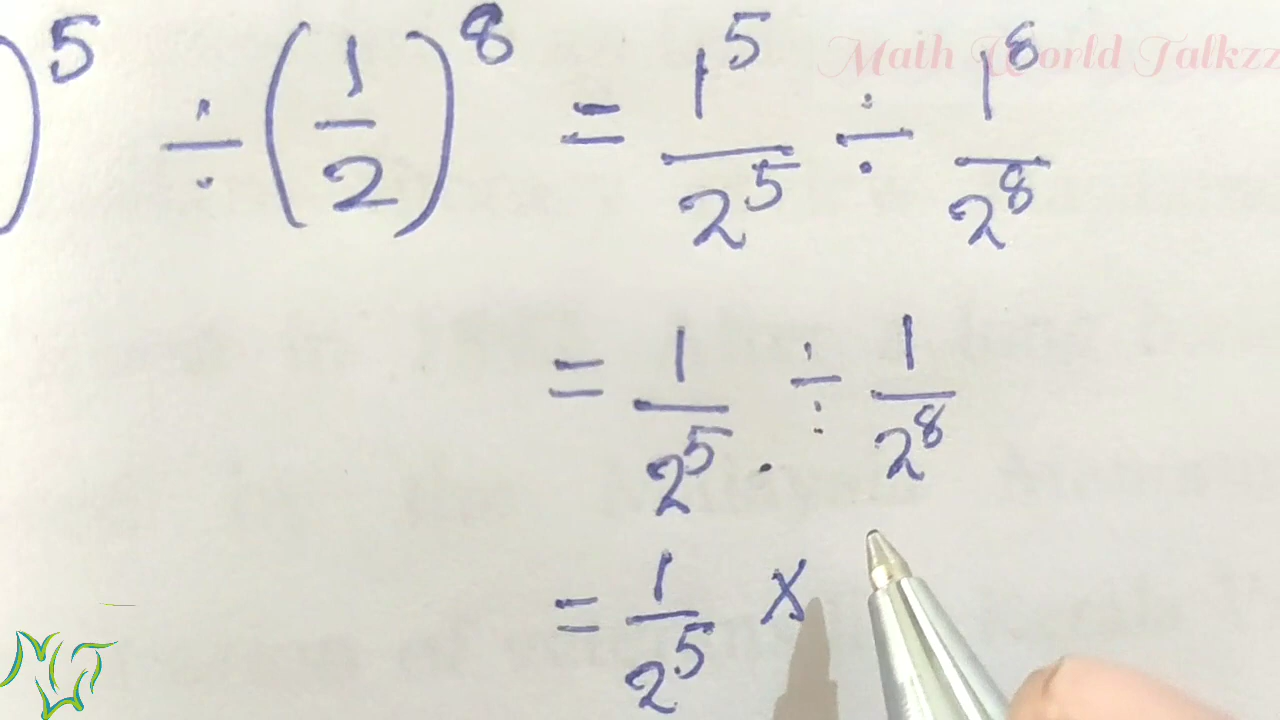 Math World Talkzz
)^5 ÷ (1/2)^8 = 1^5/2^5 ÷ 1^8/2^8
= 1/2^5 ÷ 1/2^8
= 1/2^5 ×